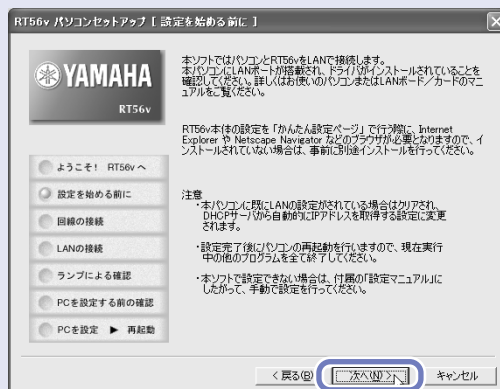 RT56v パソコンセットアップ [ 設定を始める前に ]
YAMAHA
RT56v
ようこそ! RT56v へ
設定を始める前に
回線の接続
LANの接続
ランプによる確認
PCを設定する前の確認
PCを設定 ▶ 再起動
本ソフトではパソコンとRT56vをLANで接続します。
本パソコンにLANポートが搭載され、ドライバがインストールされていることを
確認してください。詳しくはお使いのパソコンまたはLANボード/カードのマニ
ュアルをご覧ください。
RT56v本体の設定を「かんたん設定ページ」で行う際に、Internet
Explorer や Netscape Navigator などのブラウザが必要となりますので、イ
ンストールされていない場合は、事前に別途インストールを行ってください。
注意
・本パソコンに既にLANの設定がされている場合はクリアされ、
DHCPサーバから自動的にIPアドレスを取得する設定に変更
されます。
・設定完了後にパソコンの再起動を行いますので、現在実行
中の他のプログラムを全て終了してください。
・本ソフトで設定できない場合は、付属の「設定マニュアル」に
したがって、手動で設定を行ってください。
< 戻る(B)
次へ(N) >
キャンセル